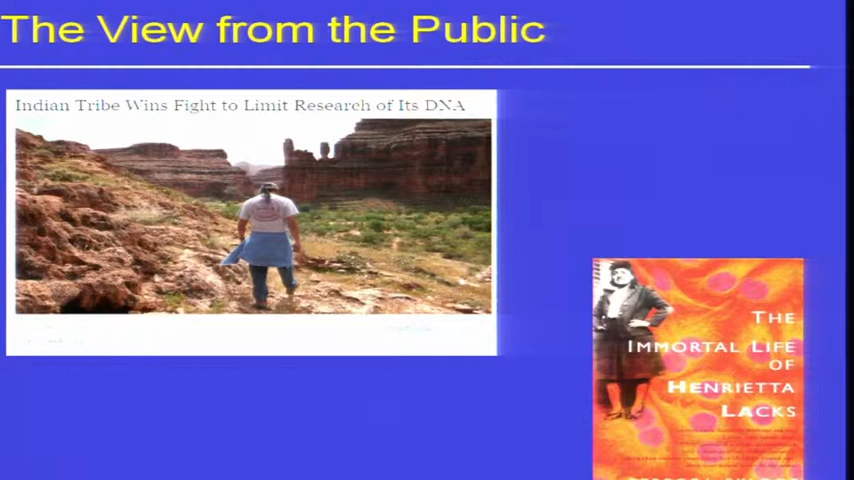 The View from the Public
Indian Tribe Wins Fight to Limit Research of Its DNA
THE
IMMORTAL LIFE
OF
HENRIETTA
LACKS